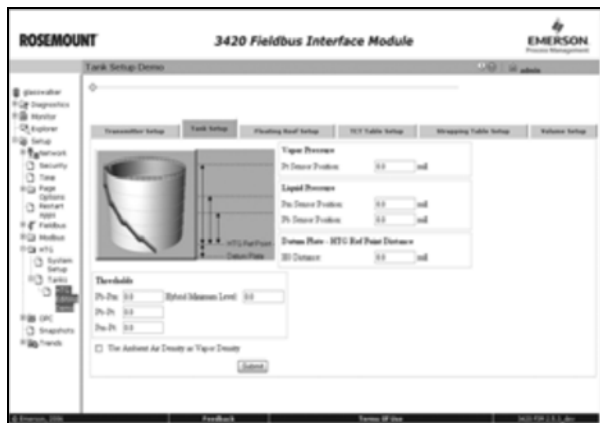 ROSEMOUNT
3420 Fieldbus Interface Module
EMERSON
Process Management
Tank Setup Demo
admin
glasswalter
Diagnostics
Monitor
Explorer
Setup
Network
Security
Time
Page Options
Restart Apps
Fieldbus
Modbus
HTG
System Setup
Tanks
OPC
Snapshots
Trends
Transmitter Setup
Tank Setup
Floating Roof Setup
TCT Table Setup
Strapping Table Setup
Volume Setup
HTG Ref Point
Datum Plate
Vapor Pressure
Pt Sensor Position: 0.0
Liquid Pressure
Pm Sensor Position: 0.0
Pb Sensor Position: 0.0
Datum Plate - HTG Ref Point Distance
H0 Distance: 0.0
Thresholds
Pb-Pm: 0.0 Hybrid Minimum Level: 0.0
Pb-Pt: 0.0
Pm-Pt: 0.0
Use Ambient Air Density as Vapor Density
Submit
© Emerson, 2006
Feedback
Terms Of Use